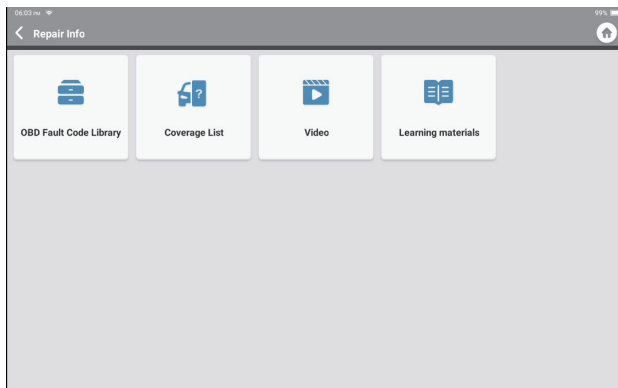 06:03 PM
99%
Repair Info
OBD Fault Code Library
Coverage List
?
Video
Learning materials